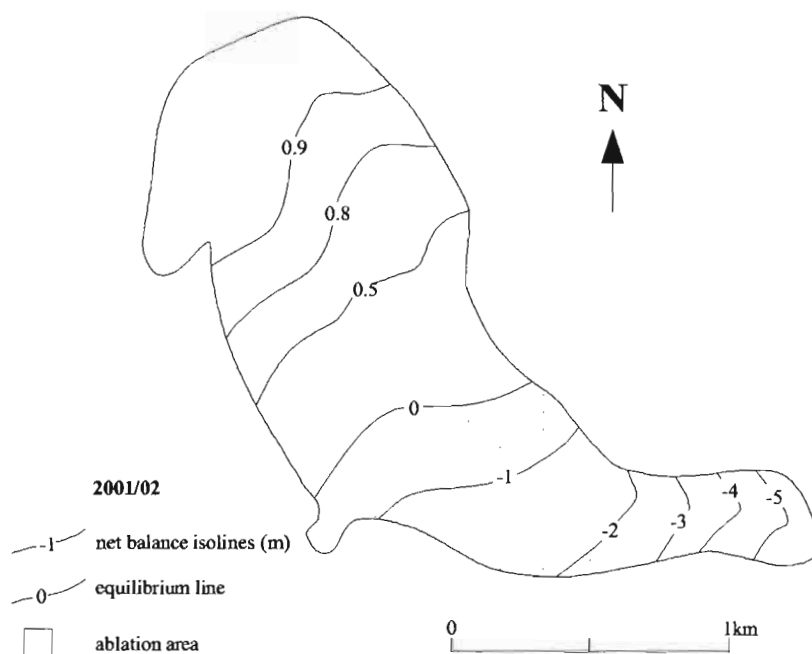 N
0.9
0.8
0.5
0
-1
-2
-3
-4
-5
2001/02
-1 net balance isolines (m)
0 equilibrium line
ablation area
0 1km